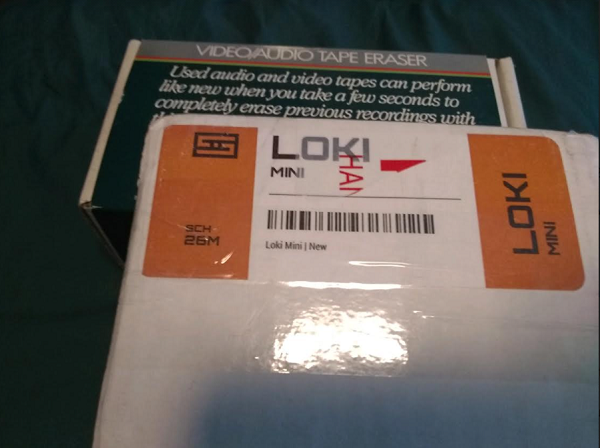 VIDEO/AUDIO TAPE ERASER
Used audio and video tapes can perform
like new when you take a few seconds to
completely erase previous recordings with
LOKI
MINI
HAN
SCH
26M
Loki Mini | New
LOKI
MINI